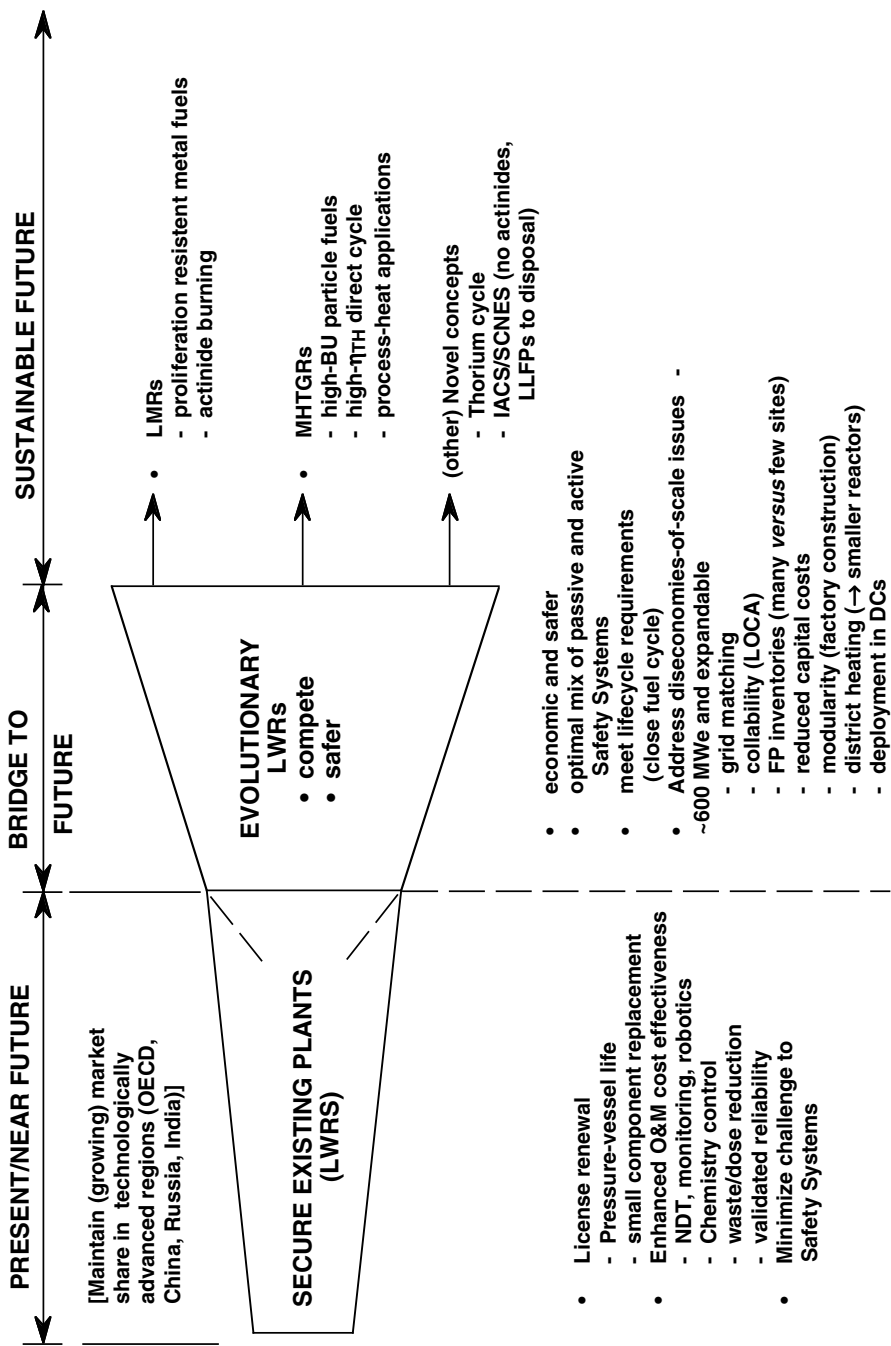 PRESENT/NEAR FUTURE
BRIDGE TO
FUTURE
SUSTAINABLE FUTURE
[Maintain (growing) market
share in technologically
advanced regions (OECD,
China, Russia, India)]
SECURE EXISTING PLANTS
(LWRS)
EVOLUTIONARY
LWRs
• compete
• safer
• LMRs
- proliferation resistent metal fuels
- actinide burning
• MHTGRs
- high-BU particle fuels
- high-ηTH direct cycle
- process-heat applications
(other) Novel concepts
- Thorium cycle
- IACS/SCNES (no actinides,
LLFPs to disposal)
• License renewal
- Pressure-vessel life
- small component replacement
• Enhanced O&M cost effectiveness
- NDT, monitoring, robotics
- Chemistry control
- waste/dose reduction
- validated reliability
• Minimize challenge to
Safety Systems
• economic and safer
• optimal mix of passive and active
Safety Systems
• meet lifecycle requirements
(close fuel cycle)
• Address diseconomies-of-scale issues -
~600 MWe and expandable
- grid matching
- collability (LOCA)
- FP inventories (many versus few sites)
- reduced capital costs
- modularity (factory construction)
- district heating (→ smaller reactors)
- deployment in DCs